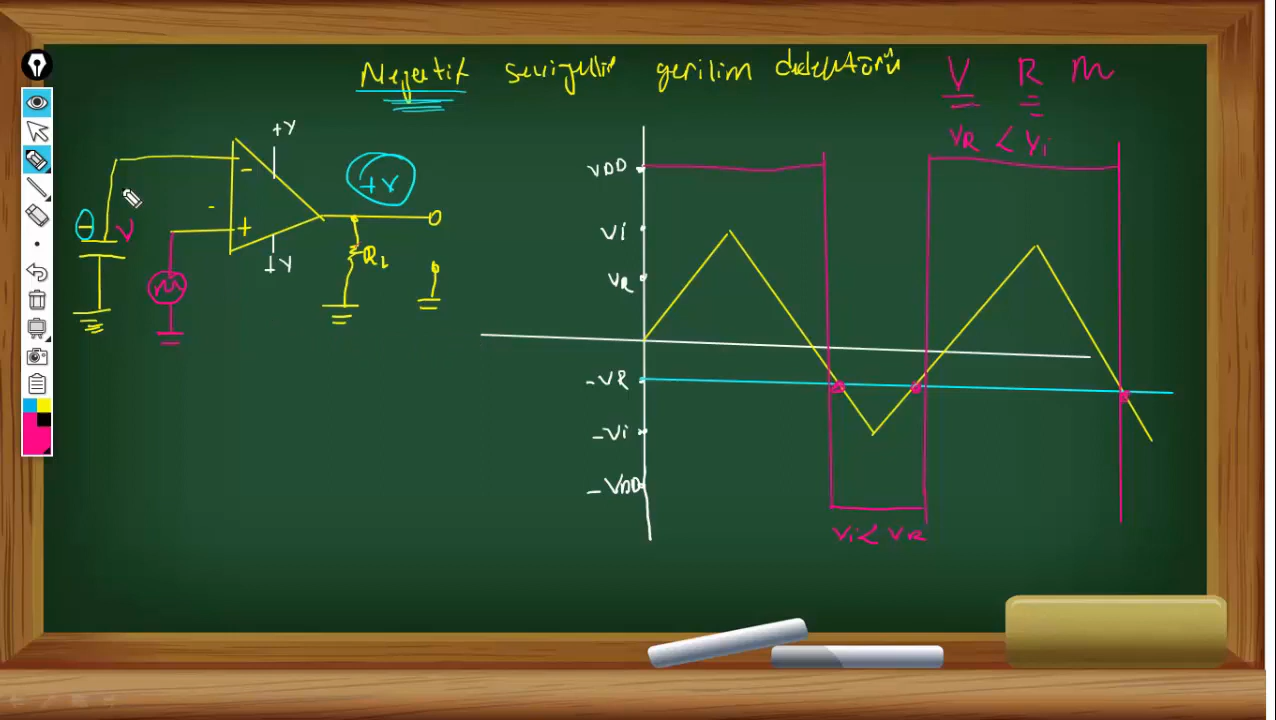 Negatif seviyeli gerilim dedektörü V R m
VR < Vi
+V
-
+
-
+V
+V
θ V
m
RL
VDD
Vi
VR
-VR
-Vi
-VDD
Vi < VR